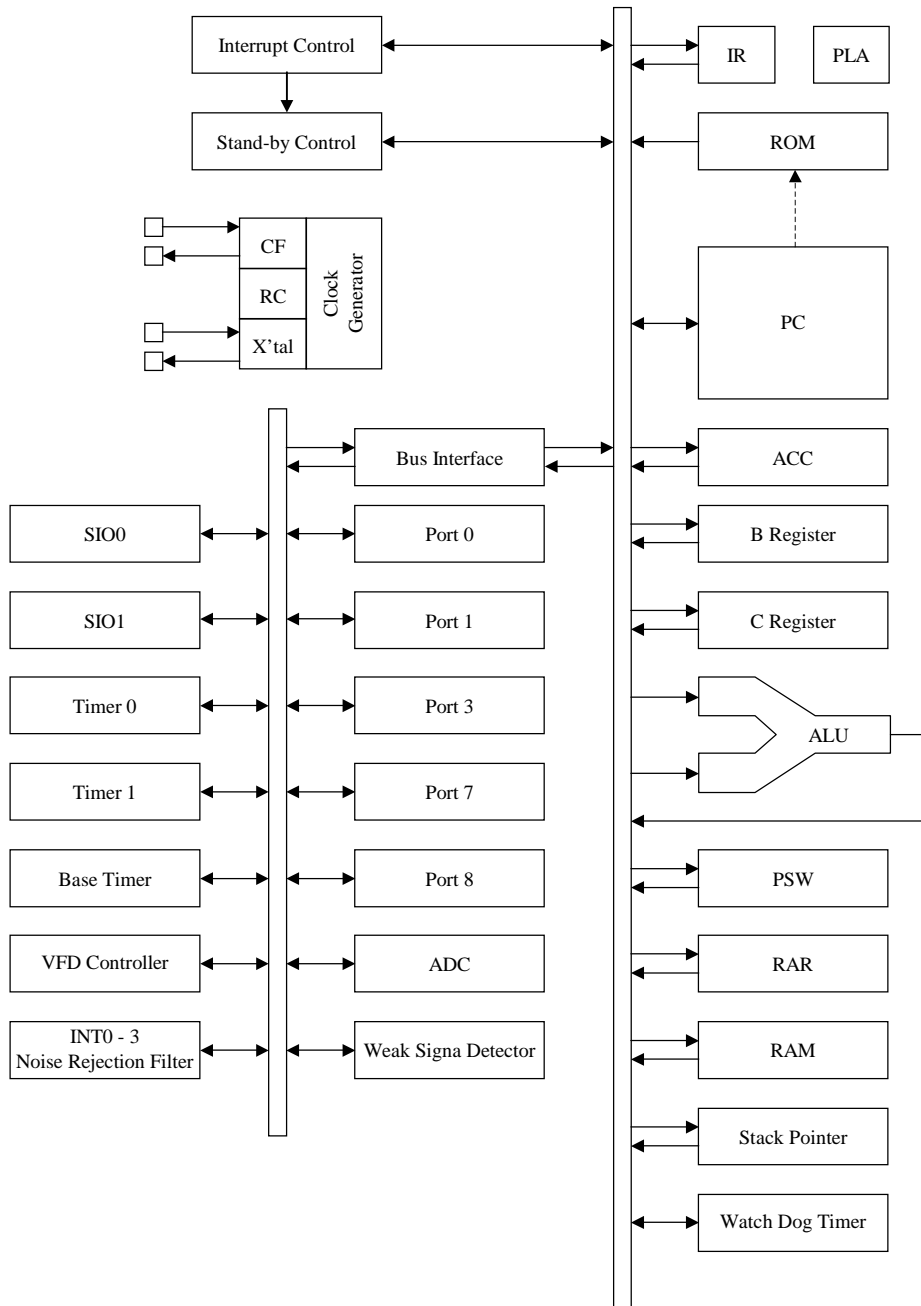 Interrupt Control
IR
PLA
Stand-by Control
ROM
CF
RC
X'tal
Clock
Generator
PC
Bus Interface
ACC
SIO0
Port 0
B Register
SIO1
Port 1
C Register
Timer 0
Port 3
ALU
Timer 1
Port 7
Base Timer
Port 8
PSW
VFD Controller
ADC
RAR
INT0 - 3
Noise Rejection Filter
Weak Signa Detector
RAM
Stack Pointer
Watch Dog Timer